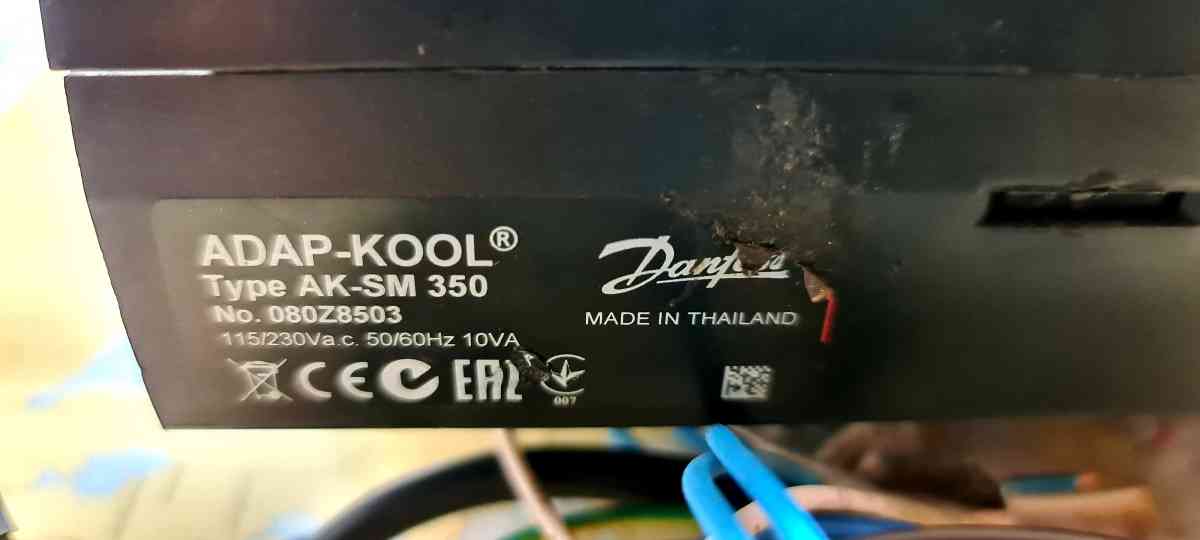 ADAP-KOOL®
Type AK-SM 350
No. 080Z8503
115/230Va.c. 50/60Hz 10VA
CE EAC
007
Danfoss
MADE IN THAILAND